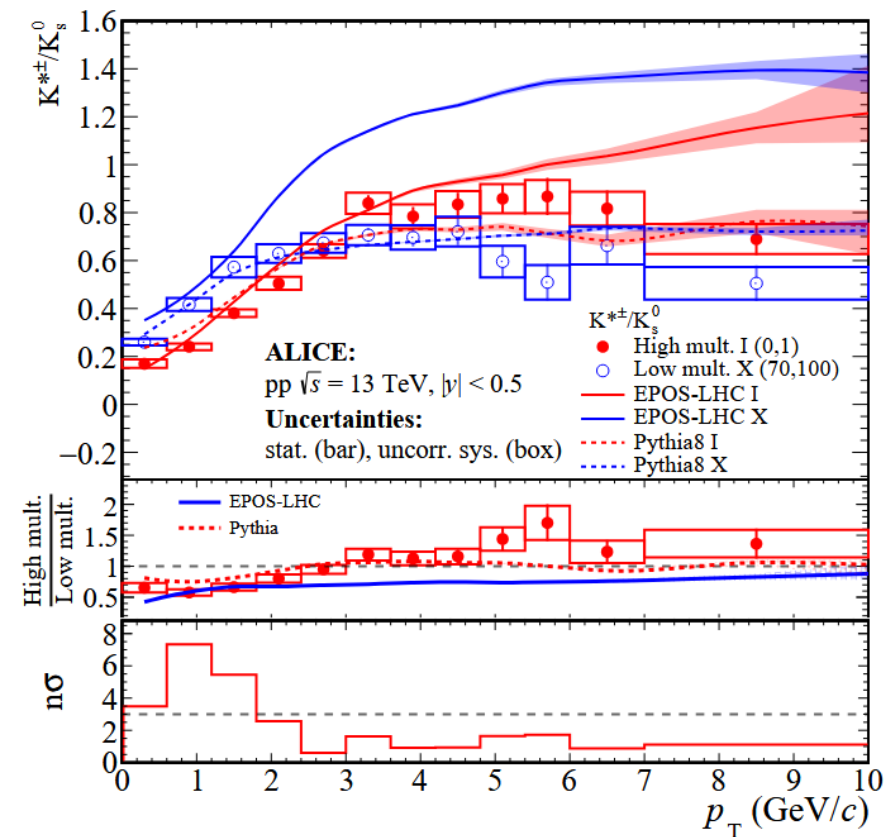 K*±/K⁰ₛ
1.6
1.4
1.2
1
0.8
0.6
0.4
0.2
0
−0.2
ALICE:
pp √s = 13 TeV, |y| < 0.5
Uncertainties:
stat. (bar), uncorr. sys. (box)
K*±/K⁰ₛ
High mult. I (0,1)
Low mult. X (70,100)
EPOS-LHC I
EPOS-LHC X
Pythia8 I
Pythia8 X
High mult.
Low mult.
2
1.5
1
0.5
EPOS-LHC
Pythia
nσ
8
6
4
2
0
0 1 2 3 4 5 6 7 8 9 10
p_T (GeV/c)